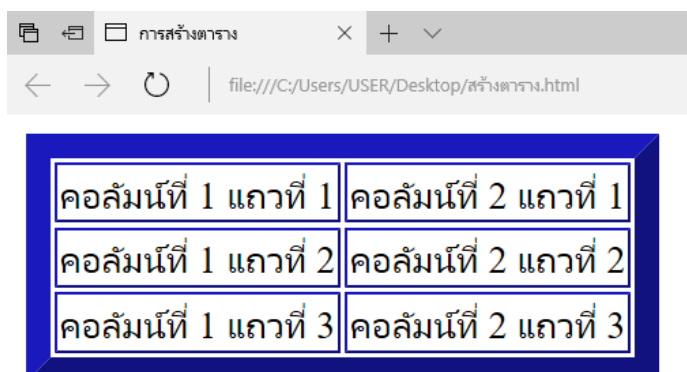 การสร้างตาราง
file:///C:/Users/USER/Desktop/สร้างตาราง.html
คอลัมน์ที่ 1 แถวที่ 1 คอลัมน์ที่ 2 แถวที่ 1
คอลัมน์ที่ 1 แถวที่ 2 คอลัมน์ที่ 2 แถวที่ 2
คอลัมน์ที่ 1 แถวที่ 3 คอลัมน์ที่ 2 แถวที่ 3